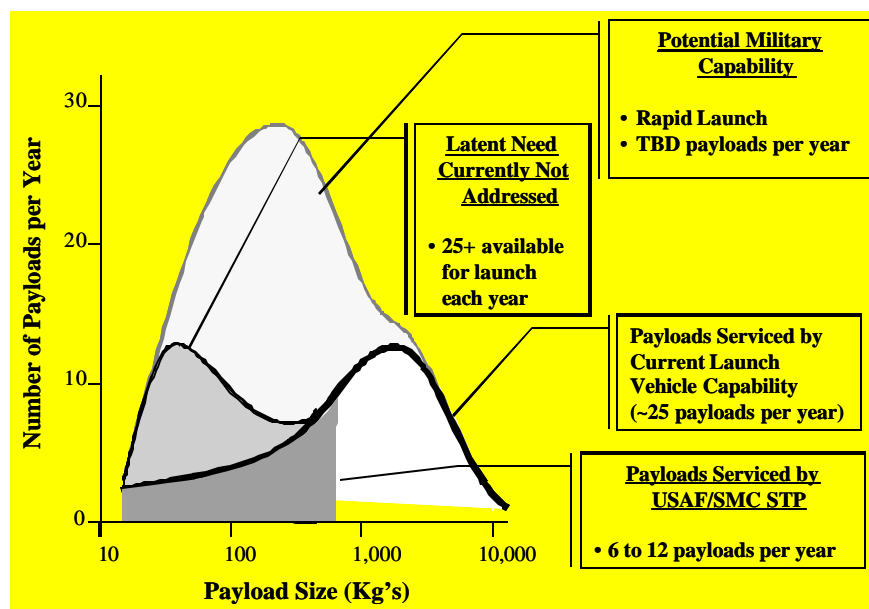 Potential Military
Capability
• Rapid Launch
• TBD payloads per year
Latent Need
Currently Not
Addressed
• 25+ available
for launch
each year
Payloads Serviced by
Current Launch
Vehicle Capability
(~25 payloads per year)
Payloads Serviced by
USAF/SMC STP
• 6 to 12 payloads per year
Number of Payloads per Year
30
20
10
0
10
100
1,000
10,000
Payload Size (Kg’s)